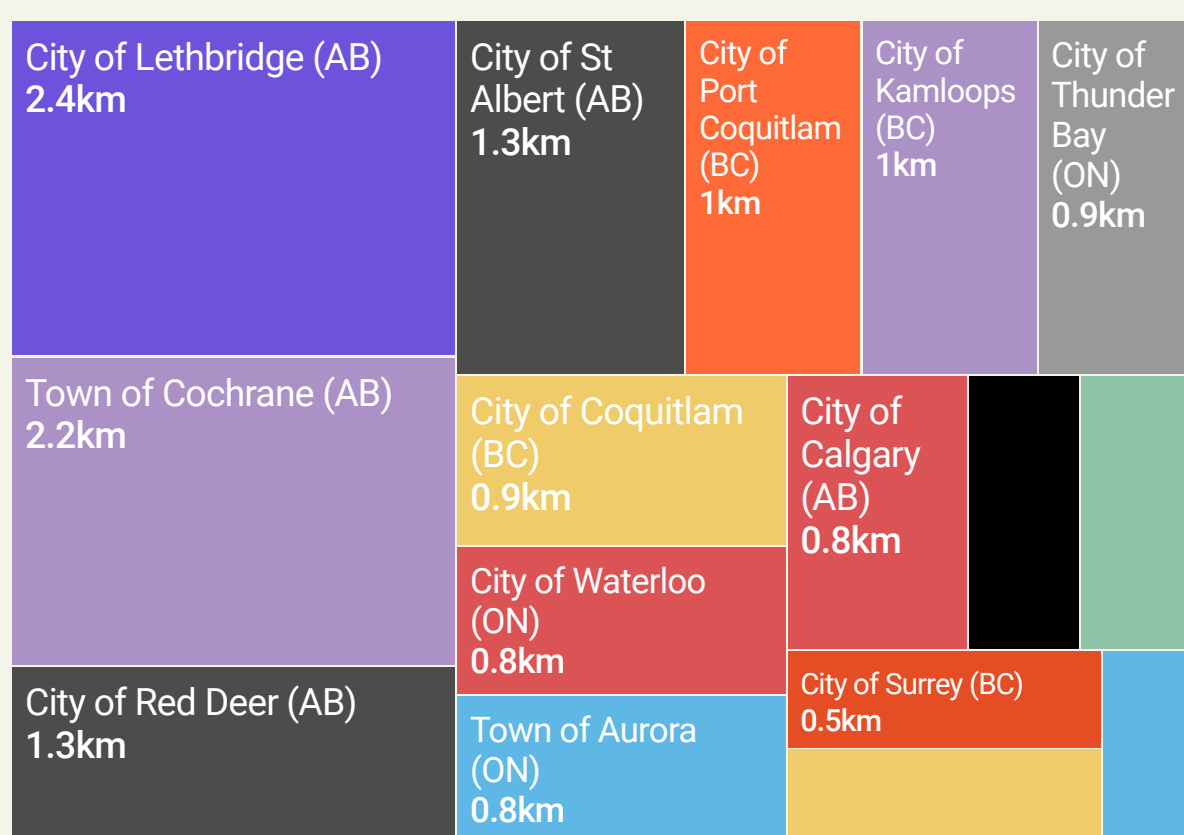 City of Lethbridge (AB)
2.4km
City of St
Albert (AB)
1.3km
City of
Port
Coquitlam
(BC)
1km
City of
Kamloops
(BC)
1km
City of
Thunder
Bay
(ON)
0.9km
Town of Cochrane (AB)
2.2km
City of Coquitlam
(BC)
0.9km
City of
Calgary
(AB)
0.8km
City of Waterloo
(ON)
0.8km
City of Red Deer (AB)
1.3km
Town of Aurora
(ON)
0.8km
City of Surrey (BC)
0.5km